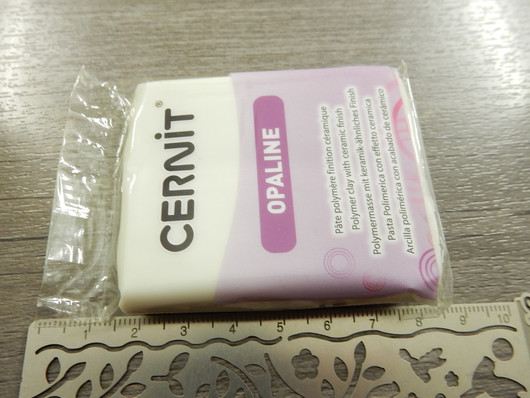 CERNIT®
OPALINE
Pâte polymère finition céramique
Polymer clay with ceramic finish
Polymermasse mit keramik-ähnliches Finish
Pasta Polimerica con effetto ceramica
Arcilla polimérica con acabado de cerámico
1 2 3 4 5 6 7 8 9 10